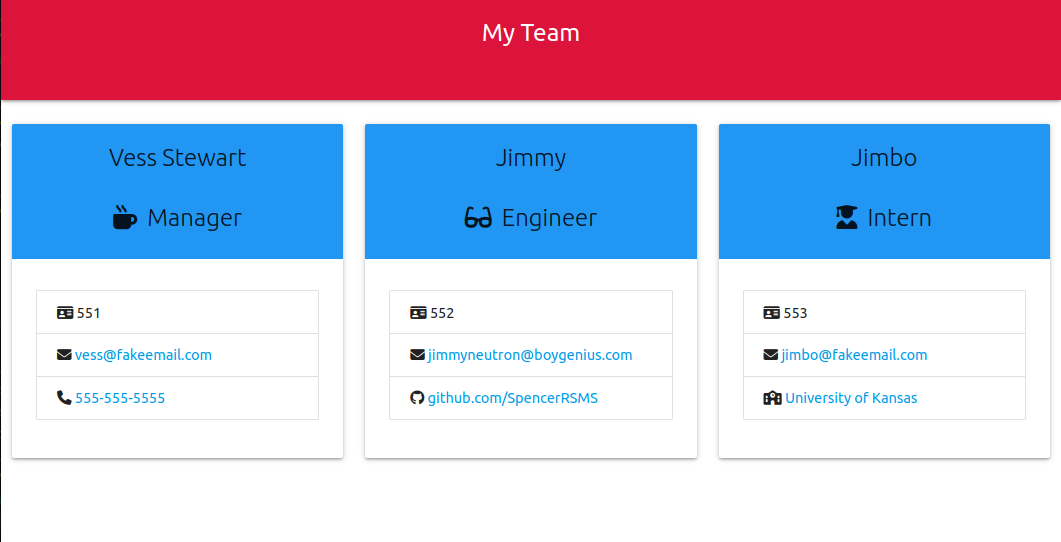 My Team
Vess Stewart
Manager
551
vess@fakeemail.com
555-555-5555
Jimmy
Engineer
552
jimmyneutron@boygenius.com
github.com/SpencerRSMS
Jimbo
Intern
553
jimbo@fakeemail.com
University of Kansas